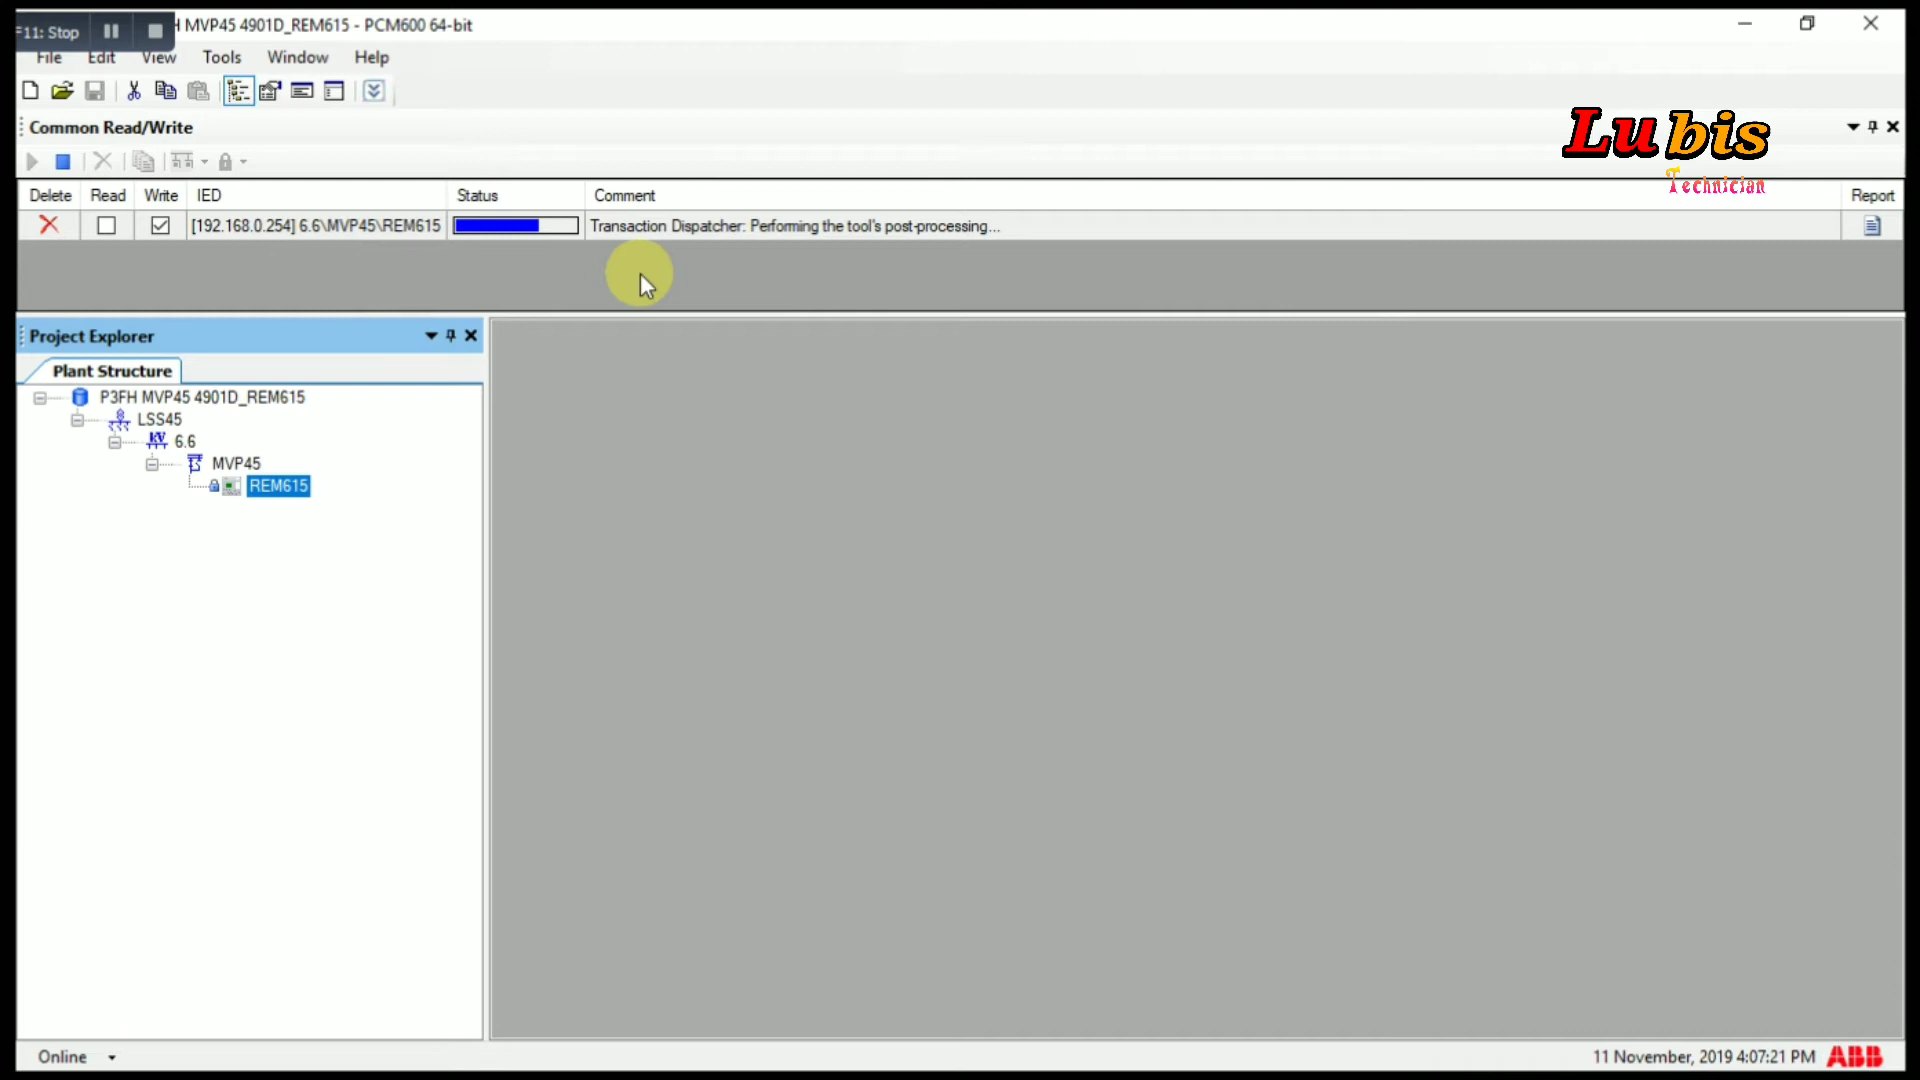 F11: Stop
H MVP45 4901D_REM615 - PCM600 64-bit
File Edit View Tools Window Help
Common Read/Write
Lubis
Technician
Delete Read Write IED Status Comment Report
[192.168.0.254] 6.6\MVP45\REM615 Transaction Dispatcher: Performing the tool's post-processing...
Project Explorer
Plant Structure
P3FH MVP45 4901D_REM615
LSS45
KV 6.6
MVP45
REM615
Online 11 November, 2019 4:07:21 PM ABB